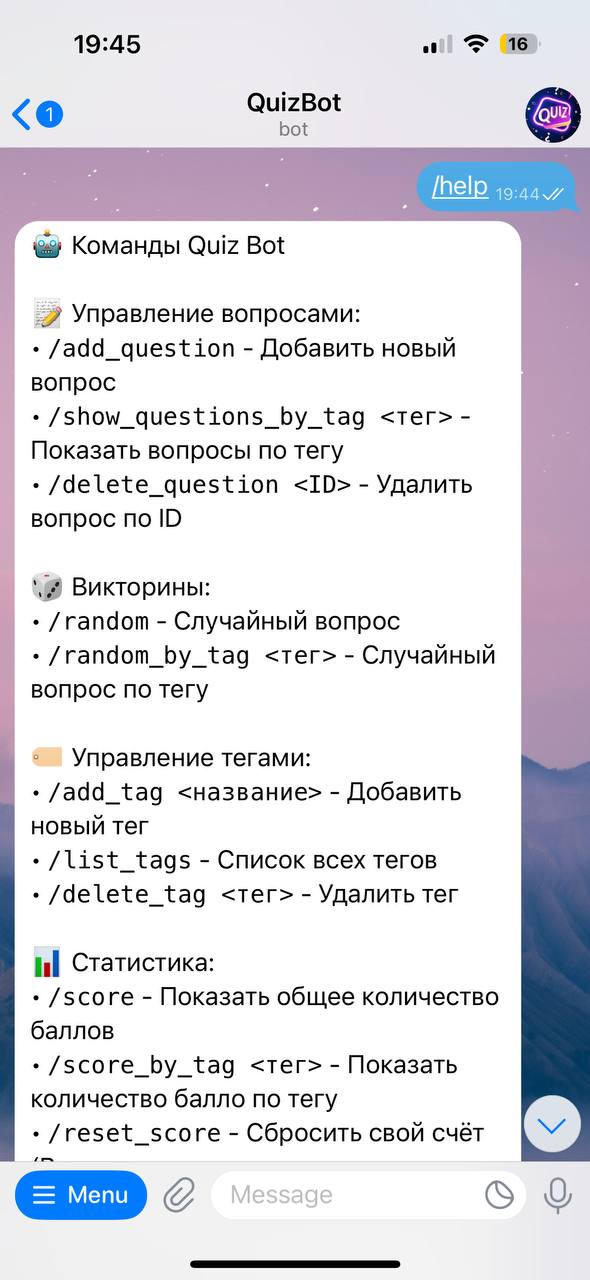 19:45
16
1
QuizBot
bot
QUIZ
/help 19:44
Команды Quiz Bot
Управление вопросами:
• /add_question - Добавить новый
вопрос
• /show_questions_by_tag <тег> -
Показать вопросы по тегу
• /delete_question <ID> - Удалить
вопрос по ID
Викторины:
• /random - Случайный вопрос
• /random_by_tag <тег> - Случайный
вопрос по тегу
Управление тегами:
• /add_tag <название> - Добавить
новый тег
• /list_tags - Список всех тегов
• /delete_tag <тег> - Удалить тег
Статистика:
• /score - Показать общее количество
баллов
• /score_by_tag <тег> - Показать
количество балло по тегу
• /reset_score - Сбросить свой счёт
Menu
Message